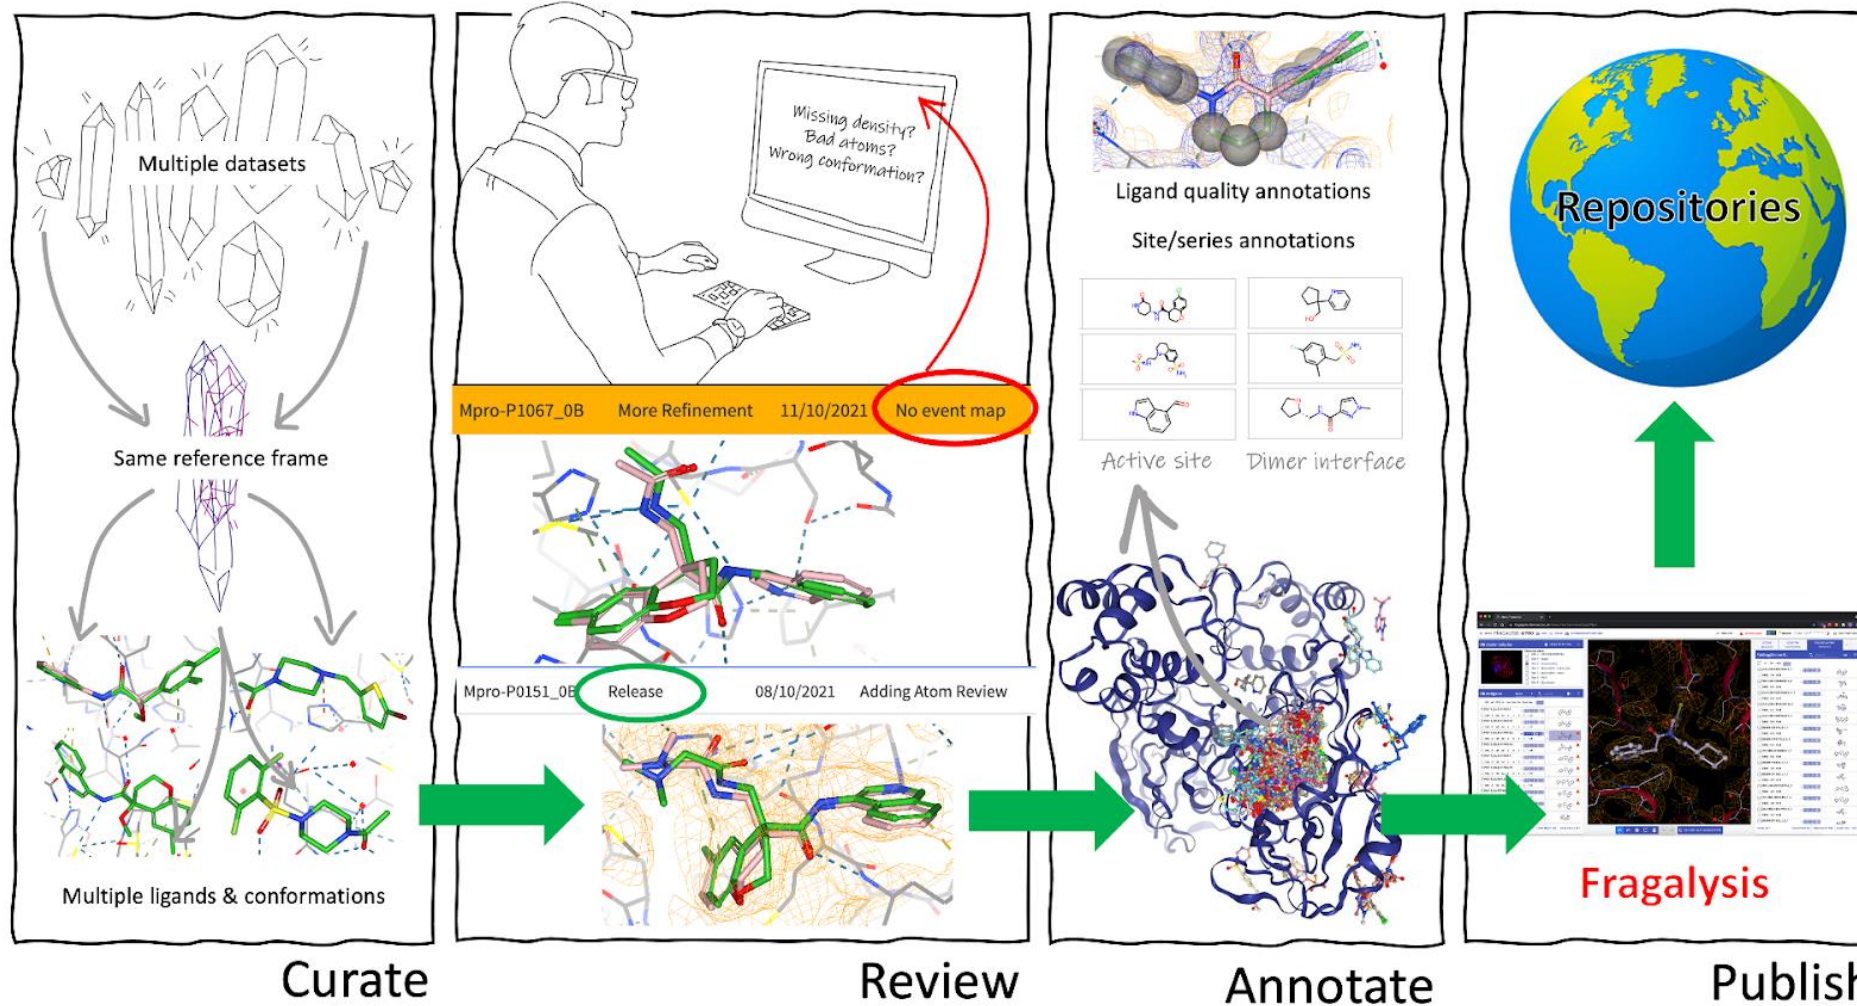 Multiple datasets
Same reference frame
Multiple ligands & conformations
Curate
Missing density?
Bad atoms?
Wrong conformation?
Mpro-P1067_0B More Refinement 11/10/2021 No event map
Mpro-P0151_0B Release 08/10/2021 Adding Atom Review
Review
Ligand quality annotations
Site/series annotations
Active site Dimer interface
Annotate
Repositories
Fragalysis
Publish